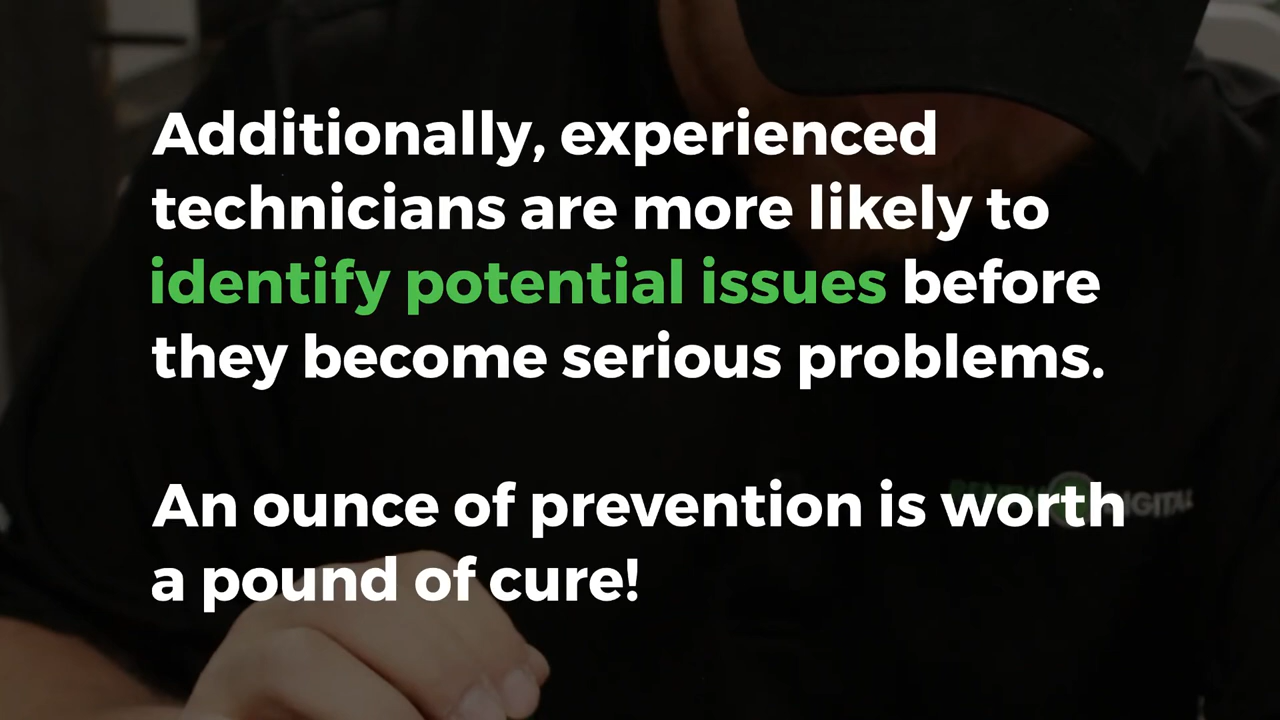 Additionally, experienced
technicians are more likely to
identify potential issues before
they become serious problems.
An ounce of prevention is worth
a pound of cure!
DIGITAL